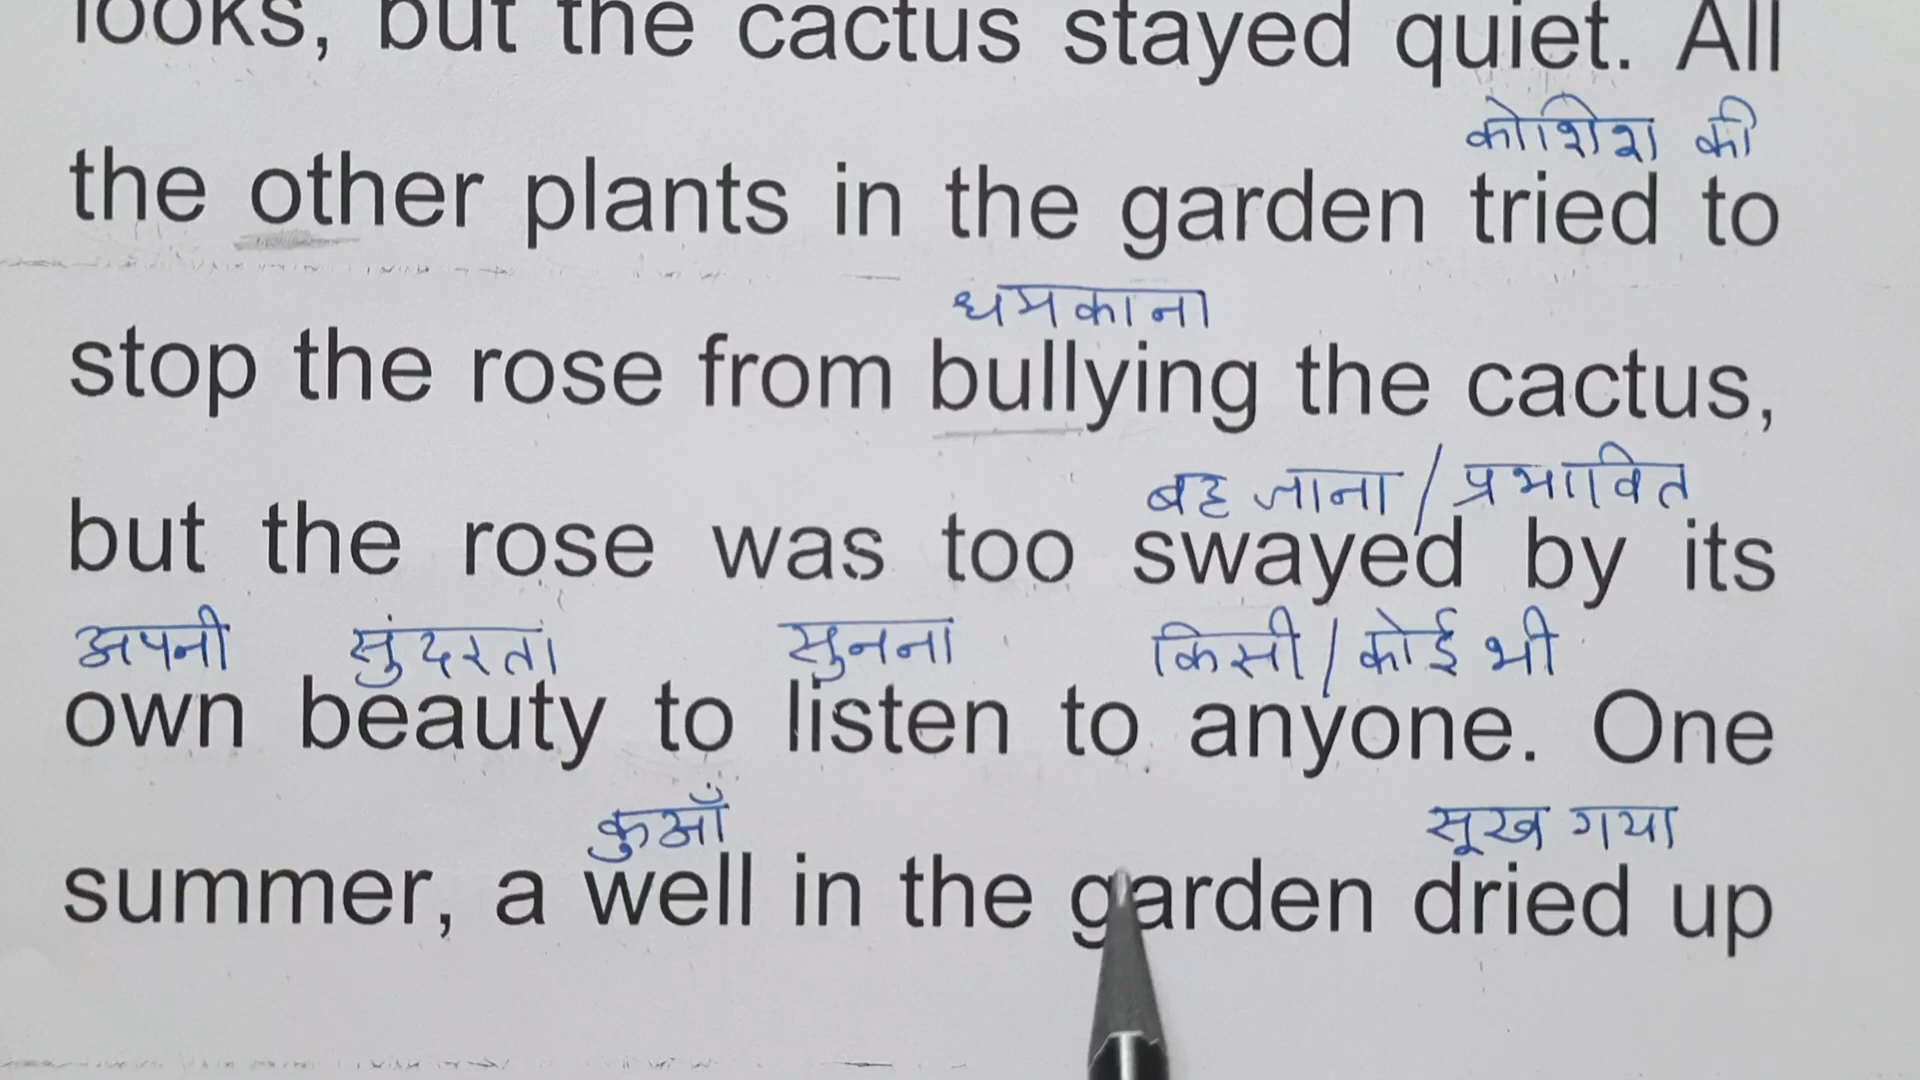 looks, but the cactus stayed quiet. All
कोशिश की
the other plants in the garden tried to
धमकाना
stop the rose from bullying the cactus,
बह जाना / प्रभावित
but the rose was too swayed by its
अपनी सुंदरता सुनना किसी / कोई भी
own beauty to listen to anyone. One
कुआँ सूख गया
summer, a well in the garden dried up